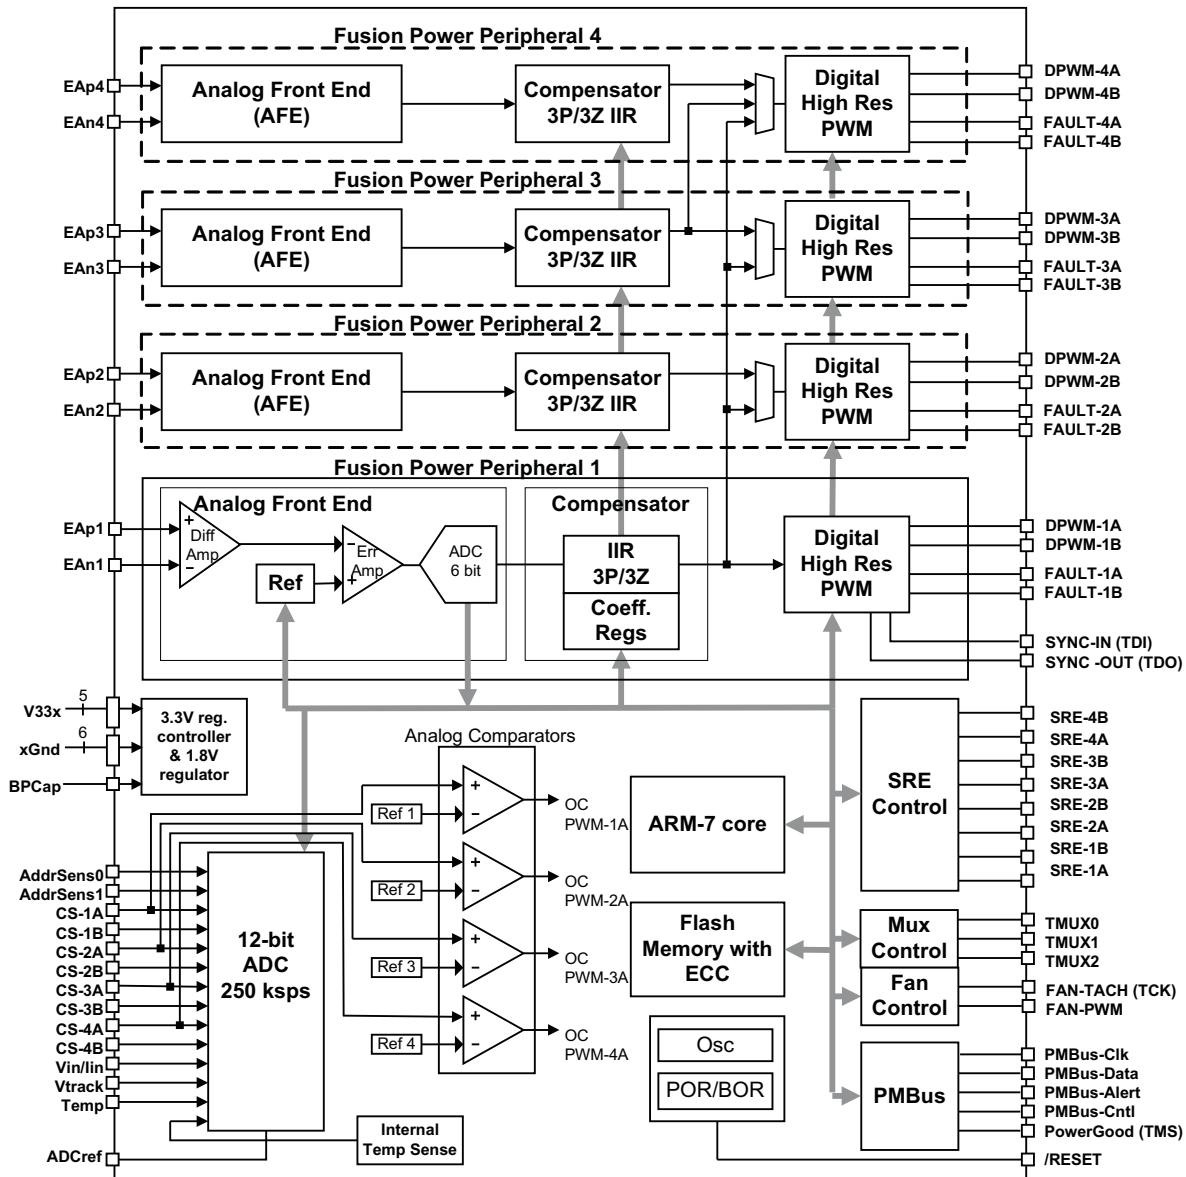 Fusion Power Peripheral 4
EAp4
EAn4
Analog Front End
(AFE)
Compensator
3P/3Z IIR
Digital
High Res
PWM
DPWM-4A
DPWM-4B
FAULT-4A
FAULT-4B
Fusion Power Peripheral 3
EAp3
EAn3
Analog Front End
(AFE)
Compensator
3P/3Z IIR
Digital
High Res
PWM
DPWM-3A
DPWM-3B
FAULT-3A
FAULT-3B
Fusion Power Peripheral 2
EAp2
EAn2
Analog Front End
(AFE)
Compensator
3P/3Z IIR
Digital
High Res
PWM
DPWM-2A
DPWM-2B
FAULT-2A
FAULT-2B
Fusion Power Peripheral 1
EAp1
EAn1
Analog Front End
+
Diff
Amp
−
Ref
−
Err
Amp
+
ADC
6 bit
Compensator
IIR
3P/3Z
Coeff.
Regs
Digital
High Res
PWM
DPWM-1A
DPWM-1B
FAULT-1A
FAULT-1B
SYNC-IN (TDI)
SYNC -OUT (TDO)
V33x
5
xGnd
6
BPCap
3.3V reg.
controller
& 1.8V
regulator
Analog Comparators
Ref 1
+
−
OC
PWM-1A
Ref 2
+
−
OC
PWM-2A
Ref 3
+
−
OC
PWM-3A
Ref 4
+
−
OC
PWM-4A
ARM-7 core
Flash
Memory with
ECC
Osc
POR/BOR
SRE
Control
SRE-4B
SRE-4A
SRE-3B
SRE-3A
SRE-2B
SRE-2A
SRE-1B
SRE-1A
Mux
Control
TMUX0
TMUX1
TMUX2
Fan
Control
FAN-TACH (TCK)
FAN-PWM
PMBus
PMBus-Clk
PMBus-Data
PMBus-Alert
PMBus-Cntl
PowerGood (TMS)
/RESET
AddrSens0
AddrSens1
CS-1A
CS-1B
CS-2A
CS-2B
CS-3A
CS-3B
CS-4A
CS-4B
Vin/Iin
Vtrack
Temp
ADCref
12-bit
ADC
250 ksps
Internal
Temp Sense